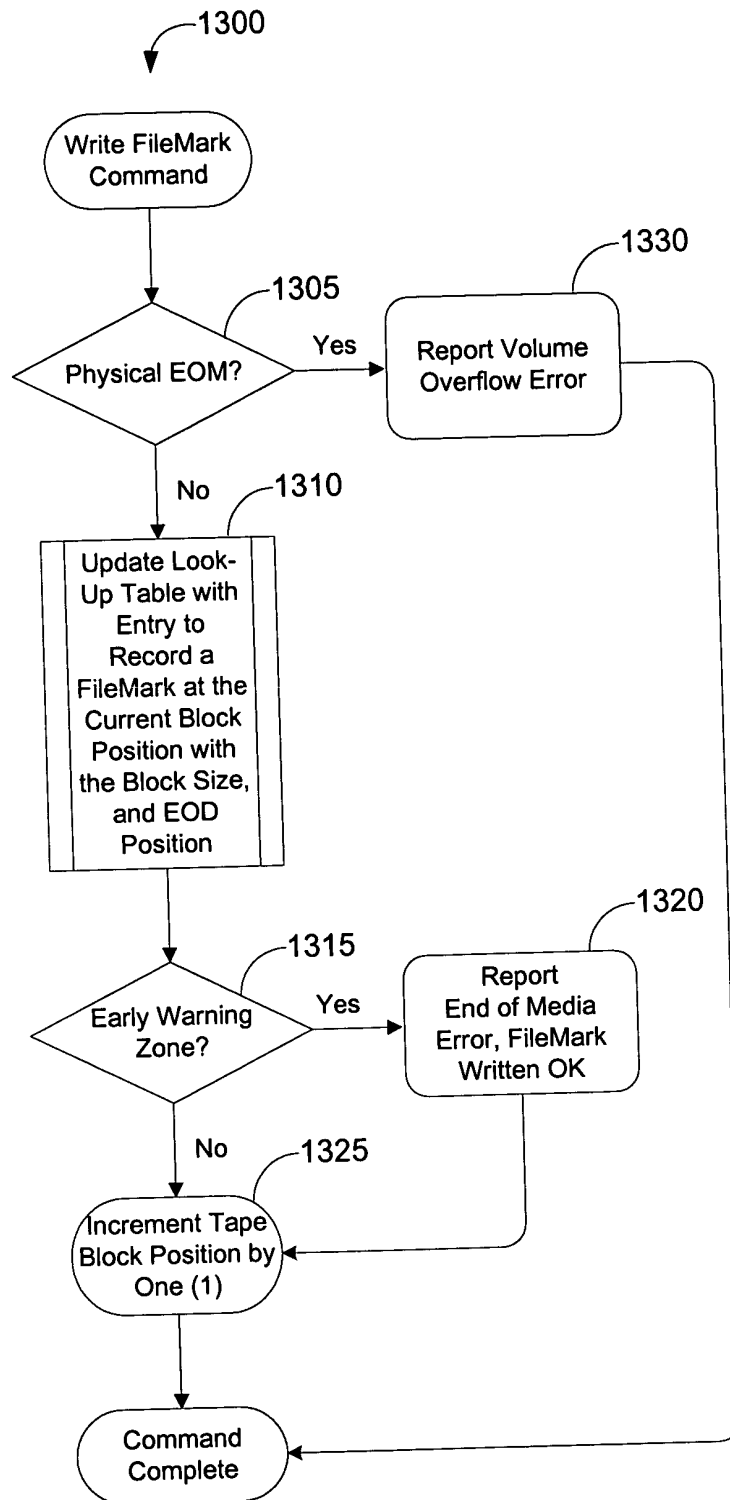 1300
Write FileMark
Command
1305
Physical EOM?
Yes
1330
Report Volume
Overflow Error
No
1310
Update Look-
Up Table with
Entry to
Record a
FileMark at the
Current Block
Position with
the Block Size,
and EOD
Position
1315
Early Warning
Zone?
Yes
1320
Report
End of Media
Error, FileMark
Written OK
No
1325
Increment Tape
Block Position by
One (1)
Command
Complete